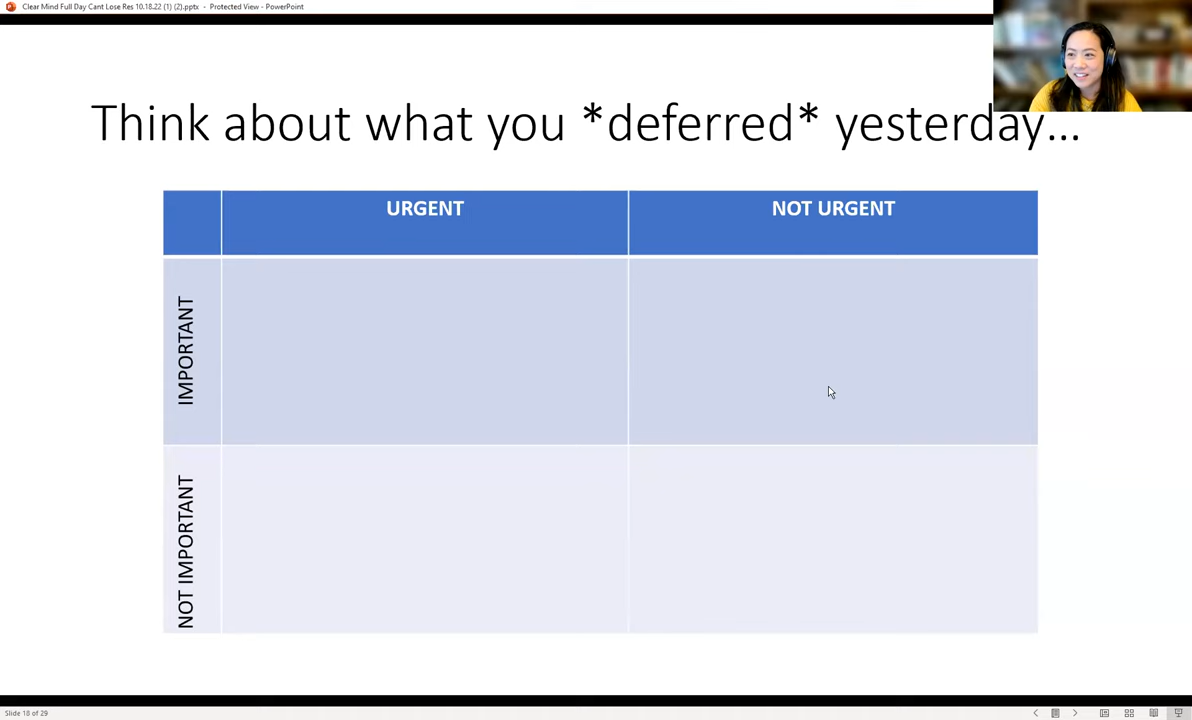 Clear Mind Full Day Cant Lose Res 10.18.22 (1) (2).pptx - Protected View - PowerPoint
Think about what you *deferred* yesterday...
URGENT NOT URGENT
IMPORTANT
NOT IMPORTANT
Slide 18 of 29